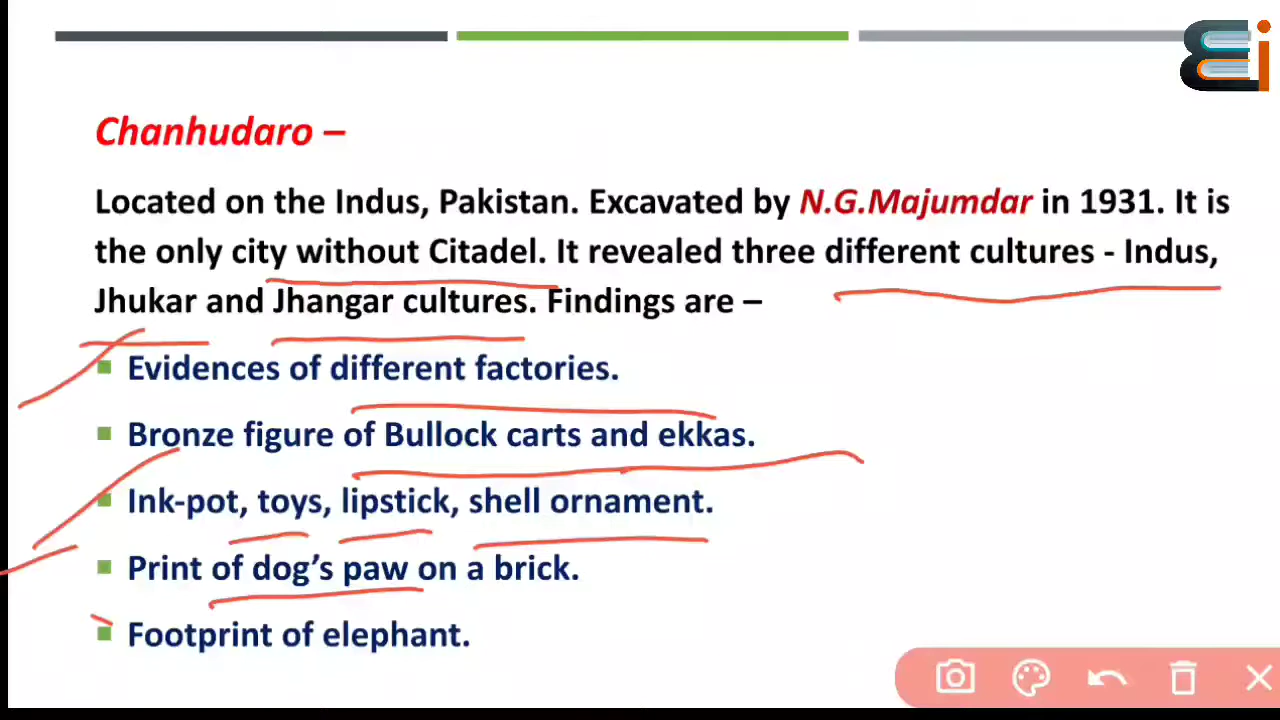 Ei
Chanhudaro –
Located on the Indus, Pakistan. Excavated by N.G.Majumdar in 1931. It is
the only city without Citadel. It revealed three different cultures - Indus,
Jhukar and Jhangar cultures. Findings are –
Evidences of different factories.
Bronze figure of Bullock carts and ekkas.
Ink-pot, toys, lipstick, shell ornament.
Print of dog’s paw on a brick.
Footprint of elephant.